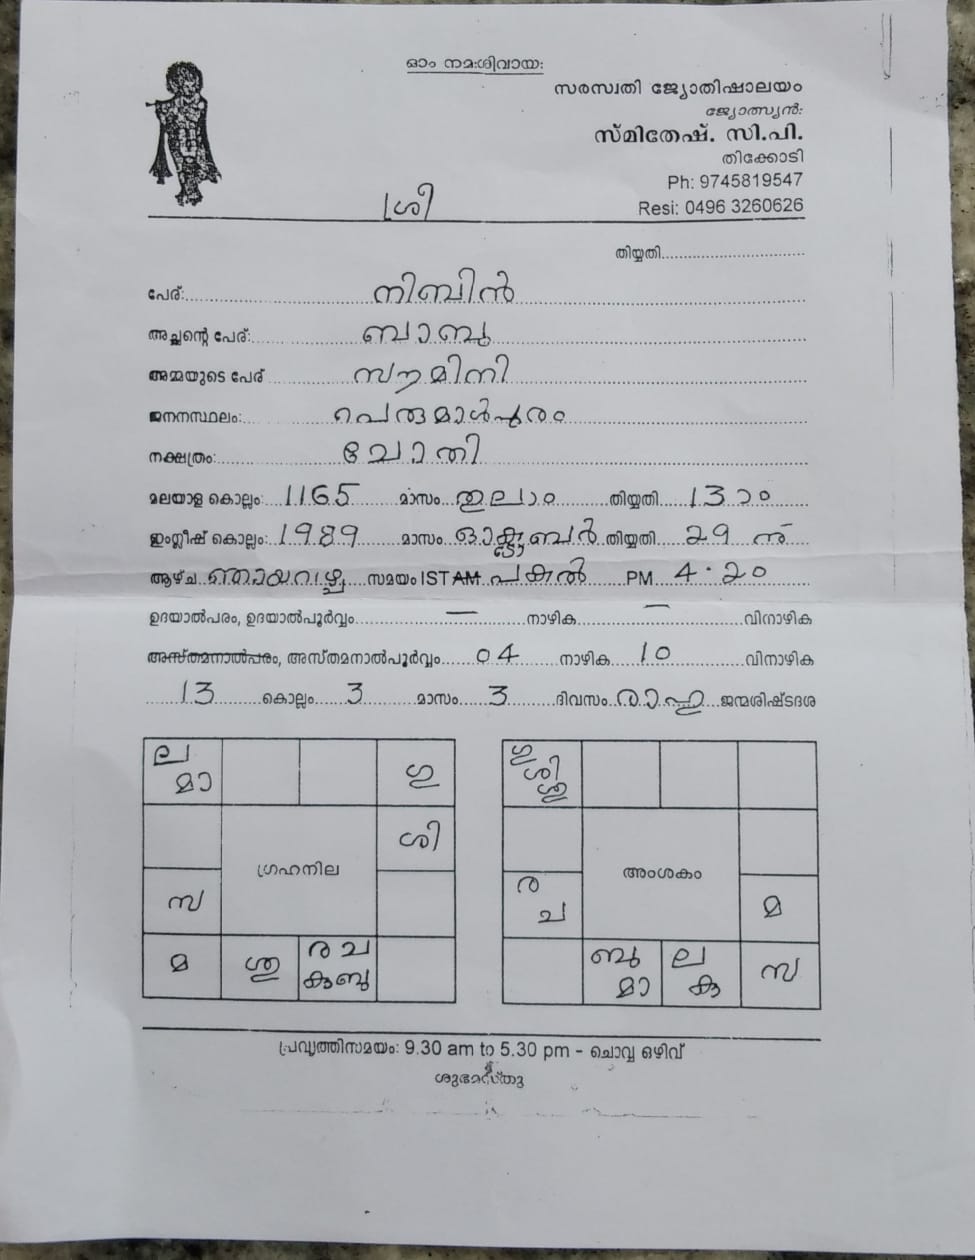 ഓം നമഃശിവായഃ
സരസ്വതി ജ്യോതിഷാലയം
ജ്യോത്സ്യൻ:
സ്മിതേഷ്. സി.പി.
തിക്കോടി
Ph: 9745819547
Resi: 0496 3260626
ശ്രീ
തിയ്യതി
പേര്: നിബിൻ
അച്ഛന്റെ പേര്: ബാബു
അമ്മയുടെ പേര് സൗമിനി
ജനനസ്ഥലം: പെരുമാൾപുരം
നക്ഷത്രം: ചോതി
മലയാള കൊല്ലം: 1165 മാസം തുലാം തിയ്യതി 13ാം
ഇംഗ്ലീഷ് കൊല്ലം: 1989 മാസം ഒക്ടോബർ തിയ്യതി 29 ന്
ആഴ്ച ഞായറാഴ്ച സമയം IST AM പകൽ PM 4.20
ഉദയാൽപരം, ഉദയാൽപൂർവ്വം — നാഴിക — വിനാഴിക
അസ്തമനാൽപരം, അസ്തമനാൽപൂർവ്വം 04 നാഴിക 10 വിനാഴിക
13 കൊല്ലം 3 മാസം 3 ദിവസം രാഹു ജന്മശിഷ്ടദശ
ല
മാ
ഗു
ശി
ഗ്രഹനില
സ
മ
ശു
ര ച
കു ബു
ഗു
ശി
ശു
അംശകം
ര
ച
മ
ബു
മാ
ല
കു
സ
പ്രവൃത്തിസമയം: 9.30 am to 5.30 pm - ചൊവ്വ ഒഴിവ്
ശുഭമസ്തു